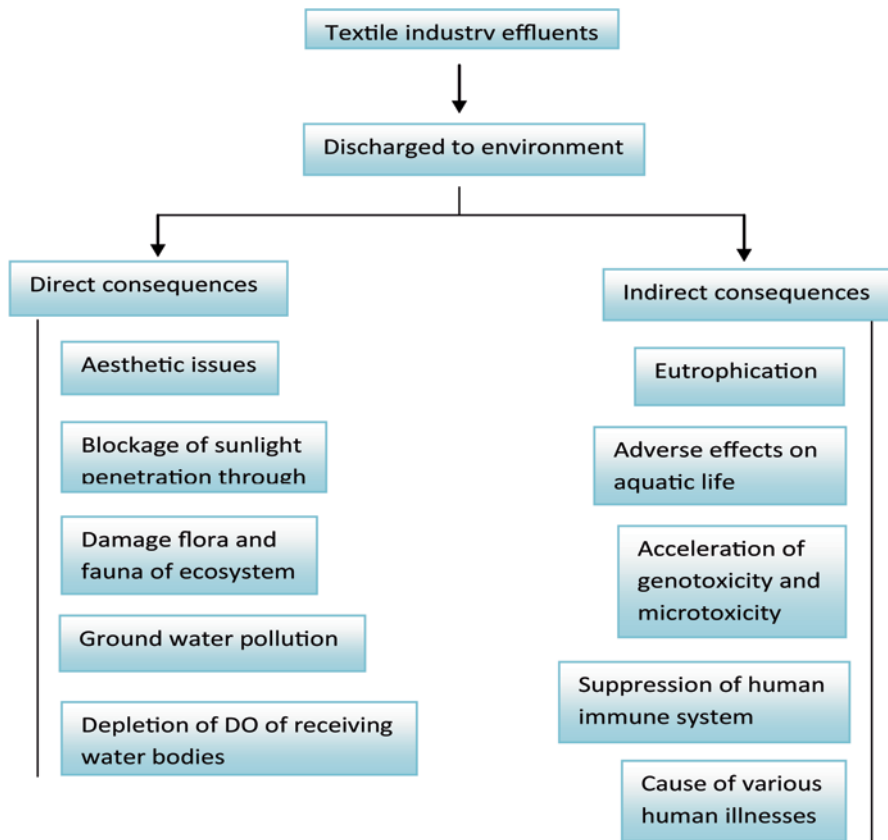 Textile industry effluents
Discharged to environment
Direct consequences
Aesthetic issues
Blockage of sunlight
penetration through
Damage flora and
fauna of ecosystem
Ground water pollution
Depletion of DO of receiving
water bodies
Indirect consequences
Eutrophication
Adverse effects on
aquatic life
Acceleration of
genotoxicity and
microtoxicity
Suppression of human
immune system
Cause of various
human illnesses